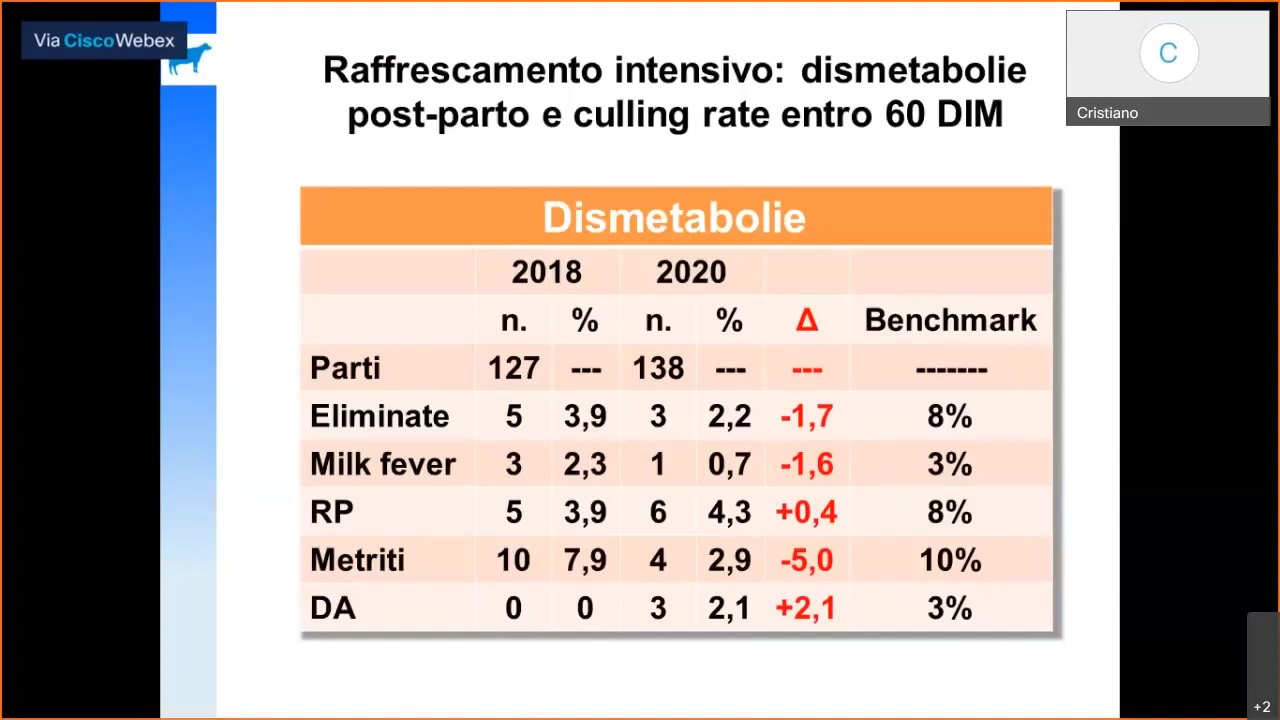 Via CiscoWebex
Raffrescamento intensivo: dismetabolie
post-parto e culling rate entro 60 DIM
C
Cristiano
Dismetabolie
2018 2020
n. % n. % Δ Benchmark
Parti 127 --- 138 --- --- -------
Eliminate 5 3,9 3 2,2 -1,7 8%
Milk fever 3 2,3 1 0,7 -1,6 3%
RP 5 3,9 6 4,3 +0,4 8%
Metriti 10 7,9 4 2,9 -5,0 10%
DA 0 0 3 2,1 +2,1 3%
+2